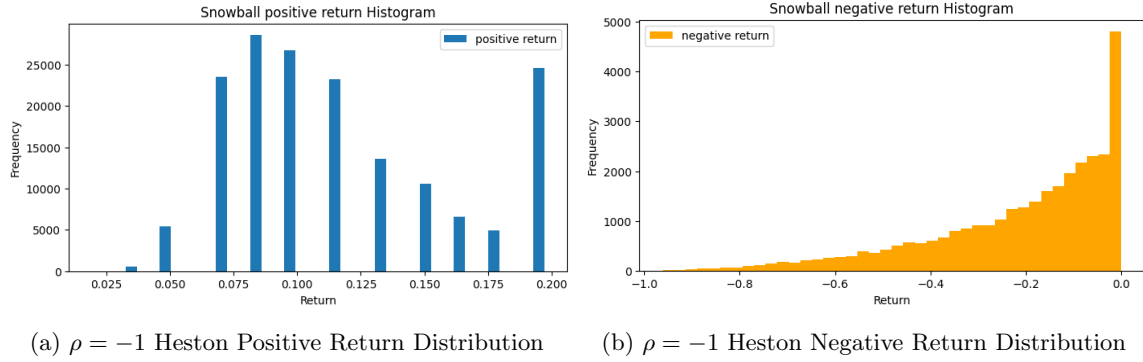 Snowball positive return Histogram
positive return
Frequency
25000
20000
15000
10000
5000
0
0.025 0.050 0.075 0.100 0.125 0.150 0.175 0.200
Return
(a) ρ = −1 Heston Positive Return Distribution
Snowball negative return Histogram
negative return
Frequency
5000
4000
3000
2000
1000
0
−1.0 −0.8 −0.6 −0.4 −0.2 0.0
Return
(b) ρ = −1 Heston Negative Return Distribution